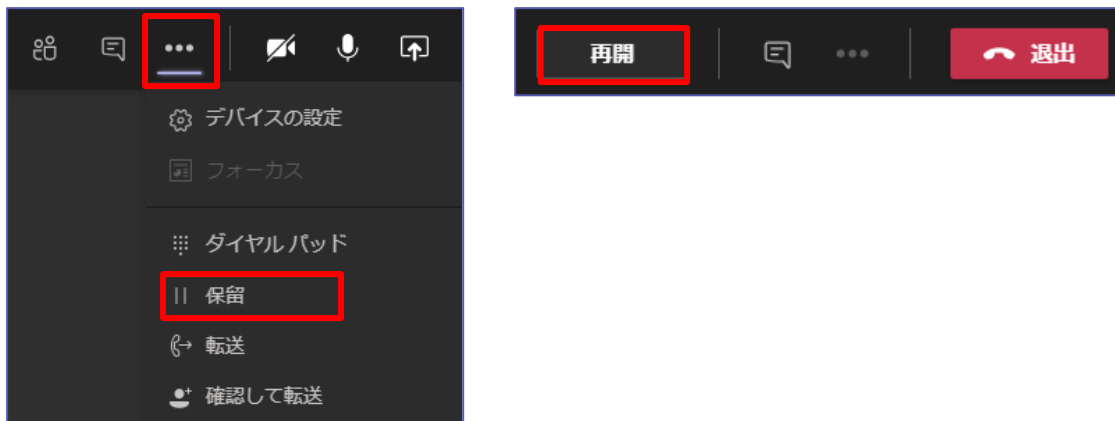 デバイスの設定
フォーカス
ダイヤル パッド
保留
転送
確認して転送
再開
退出